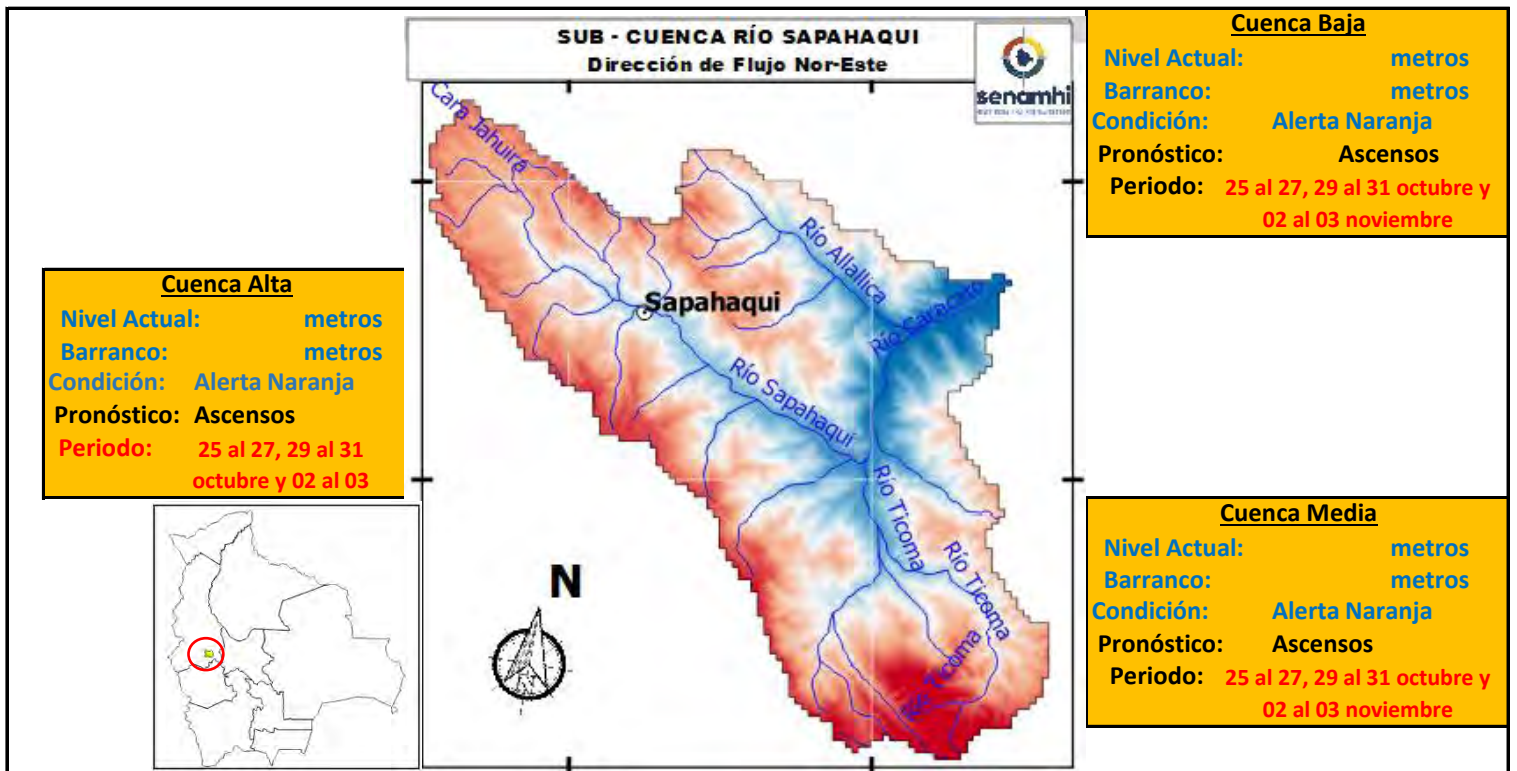 SUB - CUENCA RÍO SAPAHAQUI
Dirección de Flujo Nor-Este
senamhi
Cuenca Baja
Nivel Actual: metros
Barranco: metros
Condición: Alerta Naranja
Pronóstico: Ascensos
Periodo: 25 al 27, 29 al 31 octubre y
02 al 03 noviembre
Cuenca Alta
Nivel Actual: metros
Barranco: metros
Condición: Alerta Naranja
Pronóstico: Ascensos
Periodo: 25 al 27, 29 al 31
octubre y 02 al 03
Cara Jahuira
Río Allallica
Río Saracato
Sapahaqui
Río Sapahaqui
Río Ticoma
Río Ticoma
Río Ticoma
N
Cuenca Media
Nivel Actual: metros
Barranco: metros
Condición: Alerta Naranja
Pronóstico: Ascensos
Periodo: 25 al 27, 29 al 31 octubre y
02 al 03 noviembre